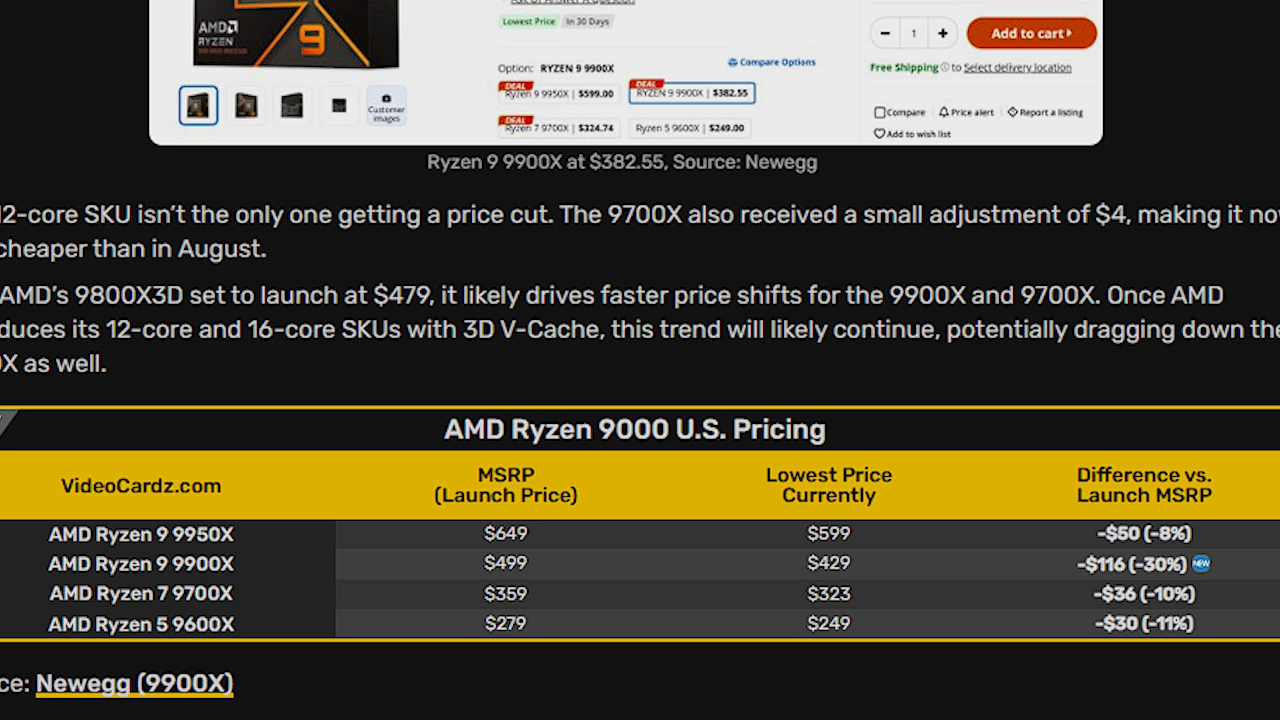 AMD
RYZEN
9
Lowest Price In 30 Days
Option: RYZEN 9 9900X
Compare Options
DEAL
Ryzen 9 9950X | $599.00
DEAL
RYZEN 9 9900X | $382.55
DEAL
Ryzen 7 9700X | $324.74
Ryzen 5 9600X | $249.00
Customer
images
- 1 +
Add to cart
Free Shipping to Select delivery location
Compare Price alert Report a listing
Add to wish list
Ryzen 9 9900X at $382.55, Source: Newegg
12-core SKU isn't the only one getting a price cut. The 9700X also received a small adjustment of $4, making it no
cheaper than in August.
AMD's 9800X3D set to launch at $479, it likely drives faster price shifts for the 9900X and 9700X. Once AMD
duces its 12-core and 16-core SKUs with 3D V-Cache, this trend will likely continue, potentially dragging down the
X as well.
AMD Ryzen 9000 U.S. Pricing
VideoCardz.com MSRP (Launch Price) Lowest Price Currently Difference vs. Launch MSRP
AMD Ryzen 9 9950X $649 $599 -$50 (-8%)
AMD Ryzen 9 9900X $499 $429 -$116 (-30%) NEW
AMD Ryzen 7 9700X $359 $323 -$36 (-10%)
AMD Ryzen 5 9600X $279 $249 -$30 (-11%)
ce: Newegg (9900X)